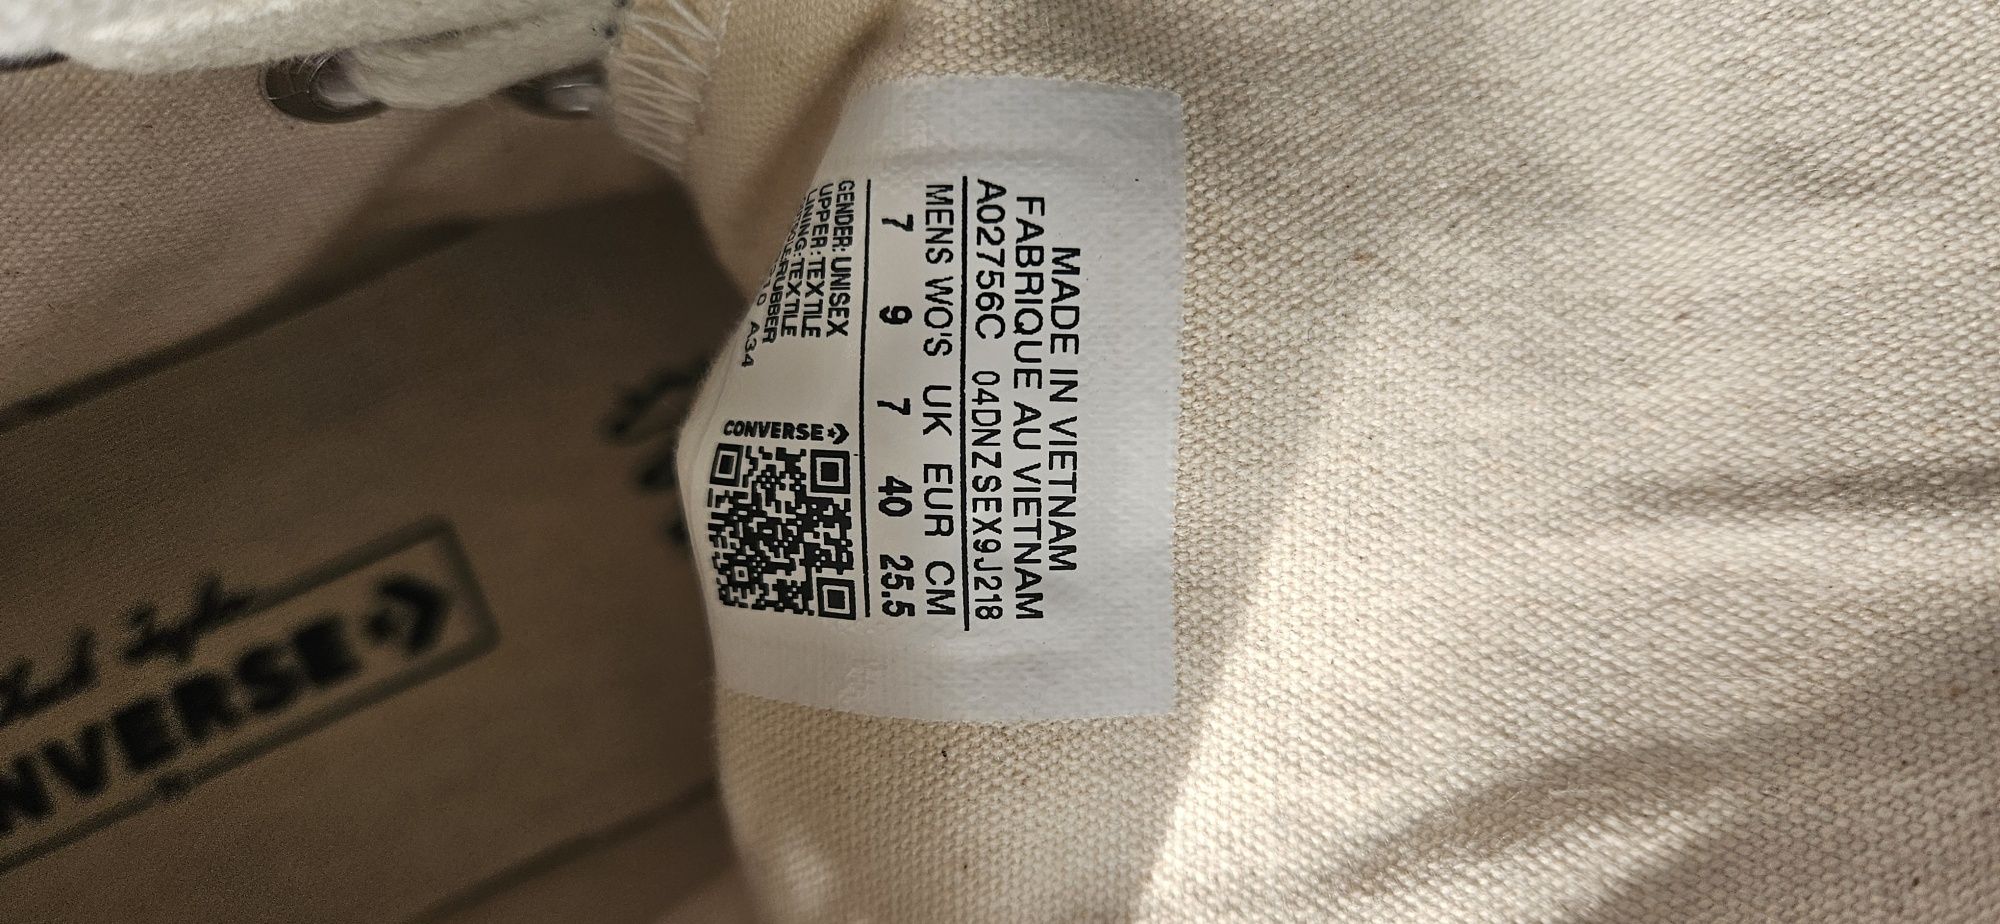 MADE IN VIETNAM
FABRIQUE AU VIETNAM
A02756C 04DNZSEX9J218
MENS WO'S UK EUR CM
7 9 7 40 25.5
GENDER: UNISEX
UPPER: TEXTILE
LINING: TEXTILE
RUBBER
A34
CONVERSE
NVERSE